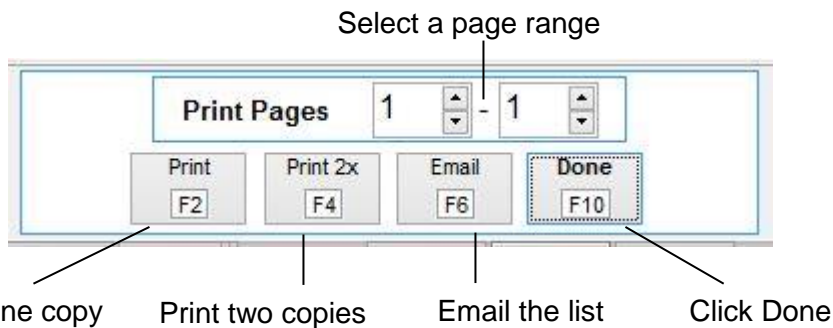 Select a page range
Print Pages 1 - 1
Print Print 2x Email Done
F2 F4 F6 F10
ne copy Print two copies Email the list Click Done